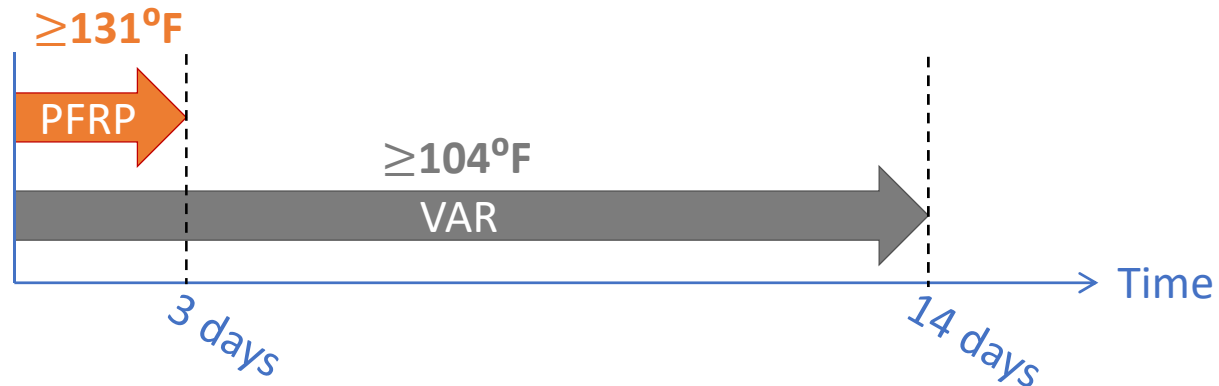 ≥131ºF
PFRP
≥104ºF
VAR
Time
3 days
14 days